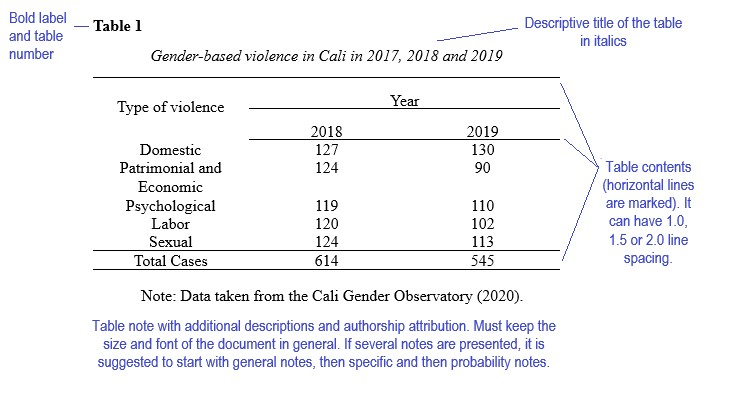 Bold label
and table
number
Table 1
Descriptive title of the table
in italics
Gender-based violence in Cali in 2017, 2018 and 2019
Type of violence
Year
2018 2019
Domestic 127 130
Patrimonial and 124 90
Economic
Psychological 119 110
Labor 120 102
Sexual 124 113
Total Cases 614 545
Table contents
(horizontal lines
are marked). It
can have 1.0,
1.5 or 2.0 line
spacing.
Note: Data taken from the Cali Gender Observatory (2020).
Table note with additional descriptions and authorship attribution. Must keep the
size and font of the document in general. If several notes are presented, it is
suggested to start with general notes, then specific and then probability notes.